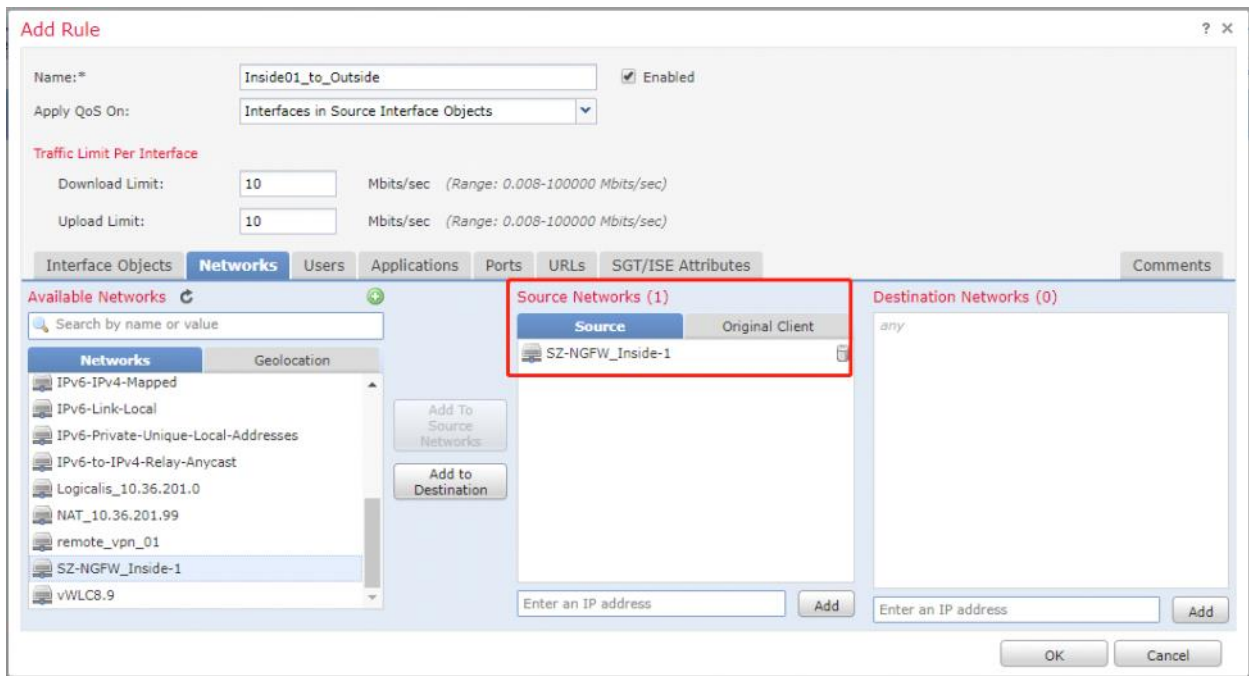 Add Rule
? ×
Name:* Inside01_to_Outside Enabled
Apply QoS On: Interfaces in Source Interface Objects
Traffic Limit Per Interface
Download Limit: 10 Mbits/sec (Range: 0.008-100000 Mbits/sec)
Upload Limit: 10 Mbits/sec (Range: 0.008-100000 Mbits/sec)
Interface Objects Networks Users Applications Ports URLs SGT/ISE Attributes Comments
Available Networks
Search by name or value
Networks Geolocation
IPv6-IPv4-Mapped
IPv6-Link-Local
IPv6-Private-Unique-Local-Addresses
IPv6-to-IPv4-Relay-Anycast
Logicalis_10.36.201.0
NAT_10.36.201.99
remote_vpn_01
SZ-NGFW_Inside-1
vWLC8.9
Add To
Source
Networks
Add to
Destination
Source Networks (1)
Source Original Client
SZ-NGFW_Inside-1
Enter an IP address Add
Destination Networks (0)
any
Enter an IP address Add
OK Cancel